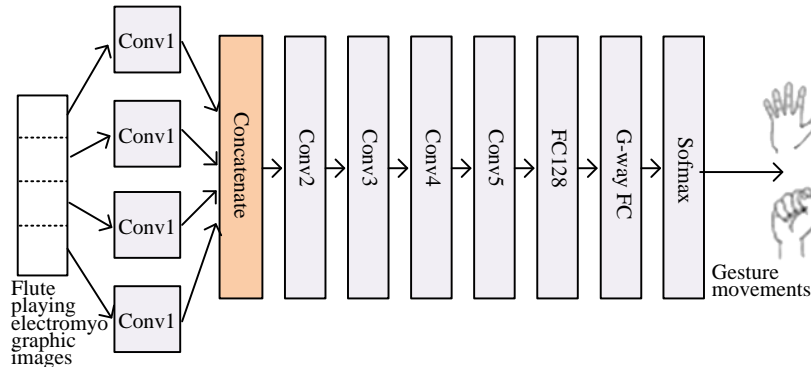 Conv1
Conv1
Conv1
Conv1
Flute
playing
electromyo
graphic
images
Concatenate
Conv2
Conv3
Conv4
Conv5
FC128
G-way FC
Sofmax
Gesture
movements